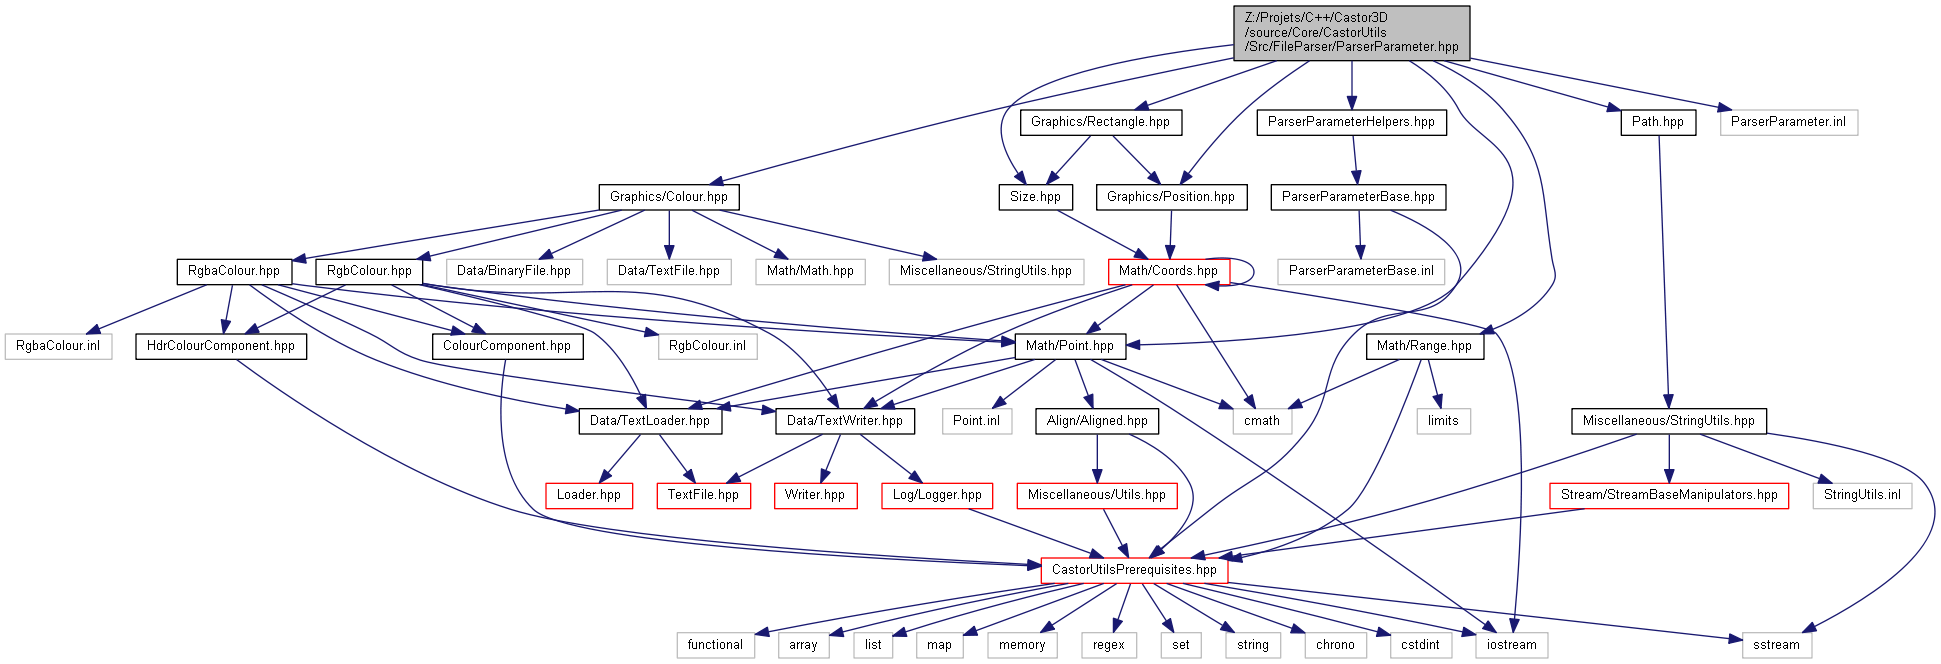 Z:/Projets/C++/Castor3D
/source/Core/CastorUtils
/Src/FileParser/ParserParameter.hpp
Graphics/Rectangle.hpp
ParserParameterHelpers.hpp
Path.hpp
ParserParameter.inl
Graphics/Colour.hpp
Size.hpp
Graphics/Position.hpp
ParserParameterBase.hpp
RgbaColour.hpp
RgbColour.hpp
Data/BinaryFile.hpp
Data/TextFile.hpp
Math/Math.hpp
Miscellaneous/StringUtils.hpp
Math/Coords.hpp
ParserParameterBase.inl
RgbaColour.inl
HdrColourComponent.hpp
ColourComponent.hpp
RgbColour.inl
Math/Point.hpp
Math/Range.hpp
Data/TextLoader.hpp
Data/TextWriter.hpp
Point.inl
Align/Aligned.hpp
cmath
limits
Miscellaneous/StringUtils.hpp
Loader.hpp
TextFile.hpp
Writer.hpp
Log/Logger.hpp
Miscellaneous/Utils.hpp
Stream/StreamBaseManipulators.hpp
StringUtils.inl
CastorUtilsPrerequisites.hpp
functional
array
list
map
memory
regex
set
string
chrono
cstdint
iostream
sstream